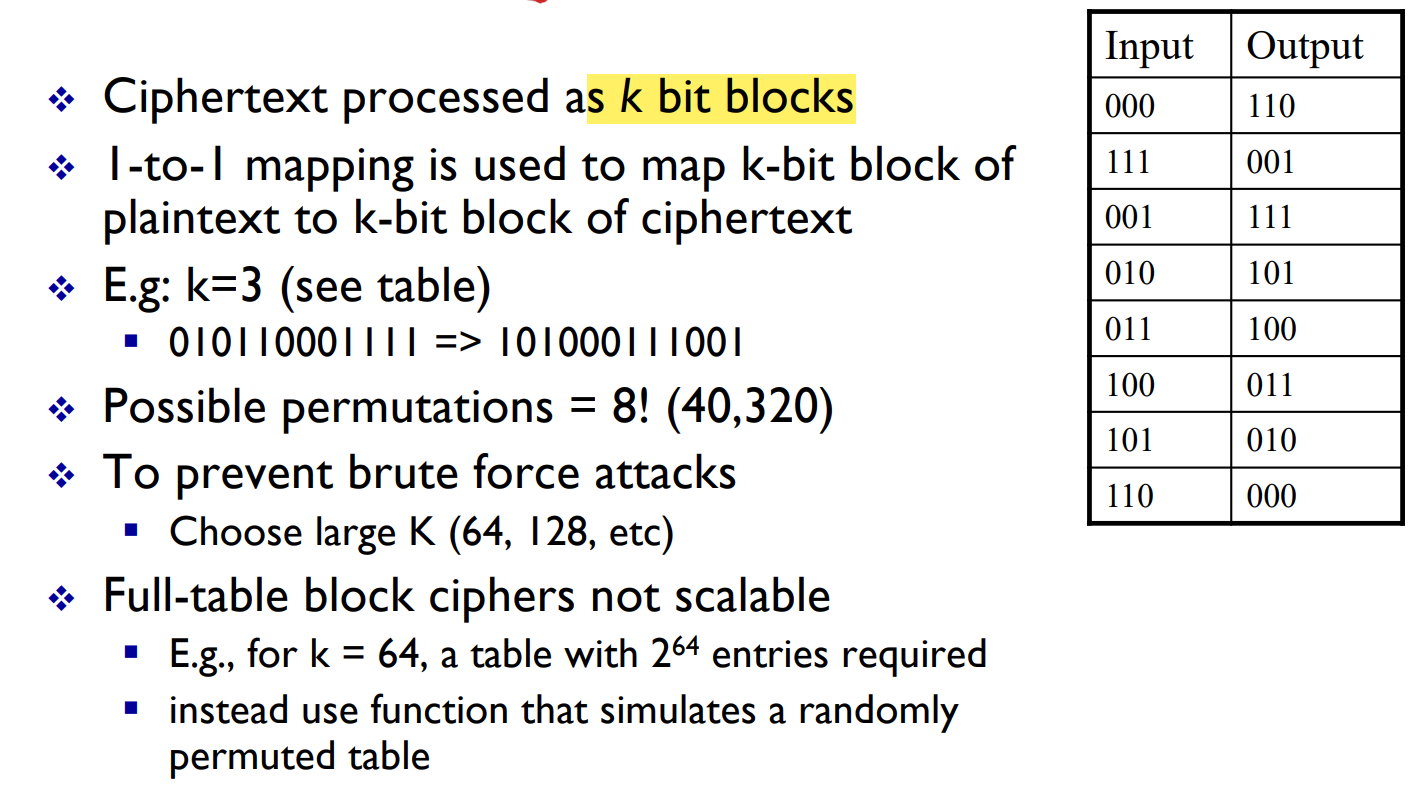 Ciphertext processed as k bit blocks
1-to-1 mapping is used to map k-bit block of
plaintext to k-bit block of ciphertext
E.g: k=3 (see table)
010110001111 => 101000111001
Possible permutations = 8! (40,320)
To prevent brute force attacks
Choose large K (64, 128, etc)
Full-table block ciphers not scalable
E.g., for k = 64, a table with 2⁶⁴ entries required
instead use function that simulates a randomly
permuted table
Input Output
000 110
111 001
001 111
010 101
011 100
100 011
101 010
110 000